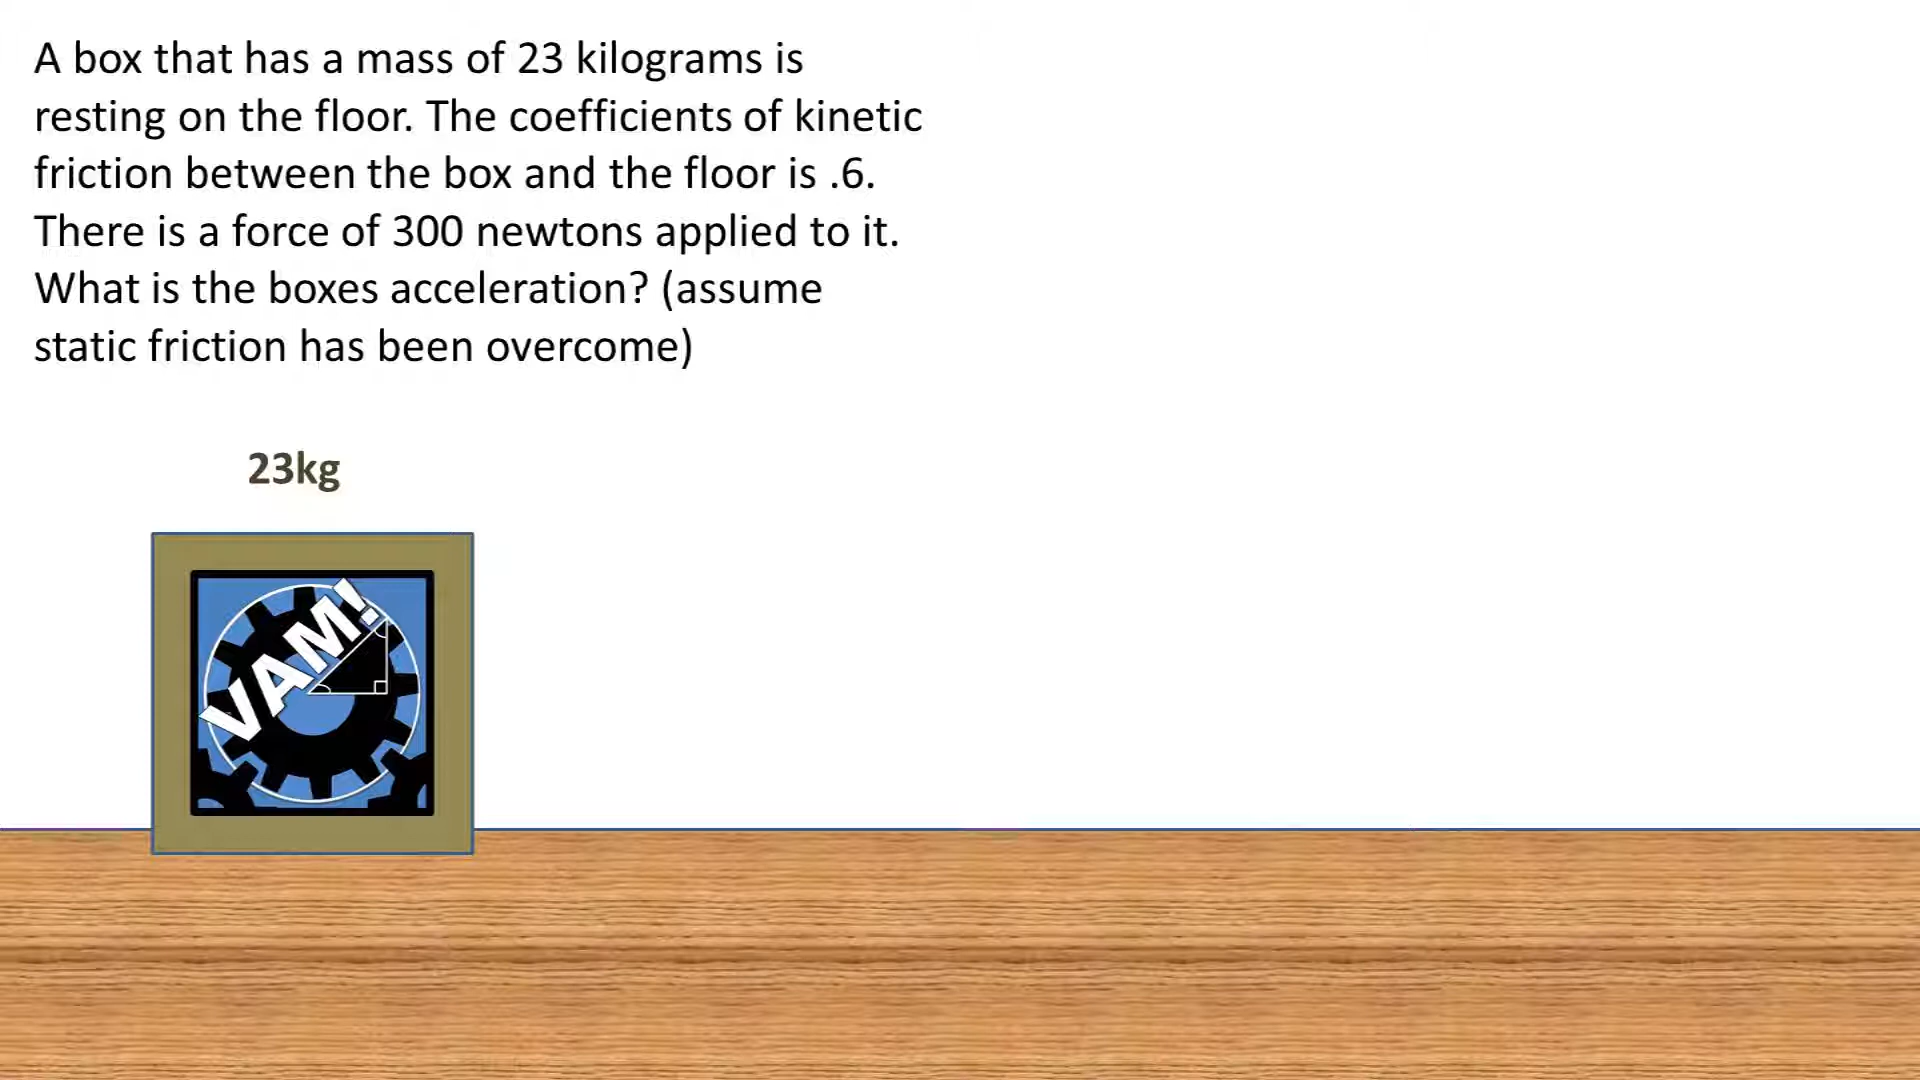 A box that has a mass of 23 kilograms is
resting on the floor. The coefficients of kinetic
friction between the box and the floor is .6.
There is a force of 300 newtons applied to it.
What is the boxes acceleration? (assume
static friction has been overcome)
23kg
VAM!